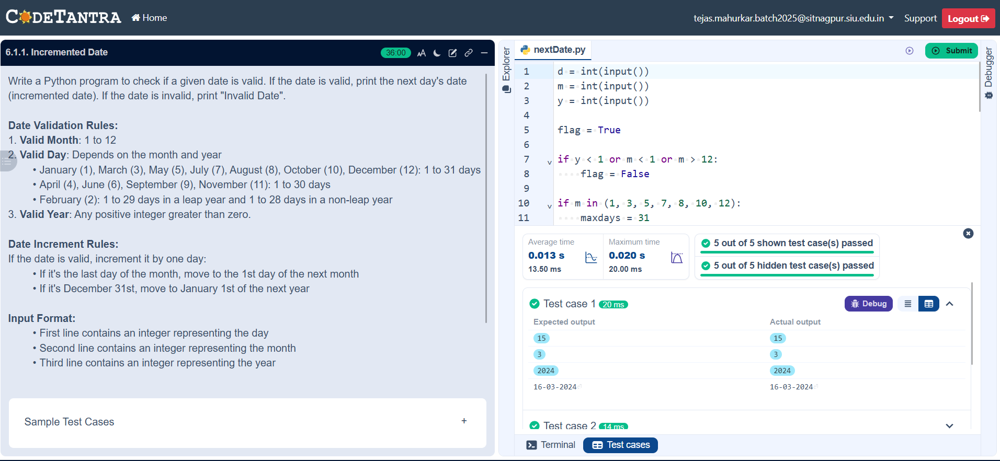 CODETANTRA
Home
tejas.mahurkar.batch2025@sitnagpur.siu.edu.in
Support
Logout
6.1.1. Incremented Date
36:00
AA
Write a Python program to check if a given date is valid. If the date is valid, print the next day's date
(incremented date). If the date is invalid, print "Invalid Date".
Date Validation Rules:
1. Valid Month: 1 to 12
2. Valid Day: Depends on the month and year
• January (1), March (3), May (5), July (7), August (8), October (10), December (12): 1 to 31 days
• April (4), June (6), September (9), November (11): 1 to 30 days
• February (2): 1 to 29 days in a leap year and 1 to 28 days in a non-leap year
3. Valid Year: Any positive integer greater than zero.
Date Increment Rules:
If the date is valid, increment it by one day:
• If it's the last day of the month, move to the 1st day of the next month
• If it's December 31st, move to January 1st of the next year
Input Format:
• First line contains an integer representing the day
• Second line contains an integer representing the month
• Third line contains an integer representing the year
Sample Test Cases
+
Explorer
nextDate.py
Submit
Debugger
1 d = int(input())
2 m = int(input())
3 y = int(input())
4
5 flag = True
6
7 if y < 1 or m < 1 or m > 12:
8 flag = False
9
10 if m in (1, 3, 5, 7, 8, 10, 12):
11 maxdays = 31
Average time
0.013 s
13.50 ms
Maximum time
0.020 s
20.00 ms
5 out of 5 shown test case(s) passed
5 out of 5 hidden test case(s) passed
Test case 1 20 ms
Debug
Expected output Actual output
15 15
3 3
2024 2024
16-03-2024 16-03-2024
Test case 2 14 ms
Terminal
Test cases